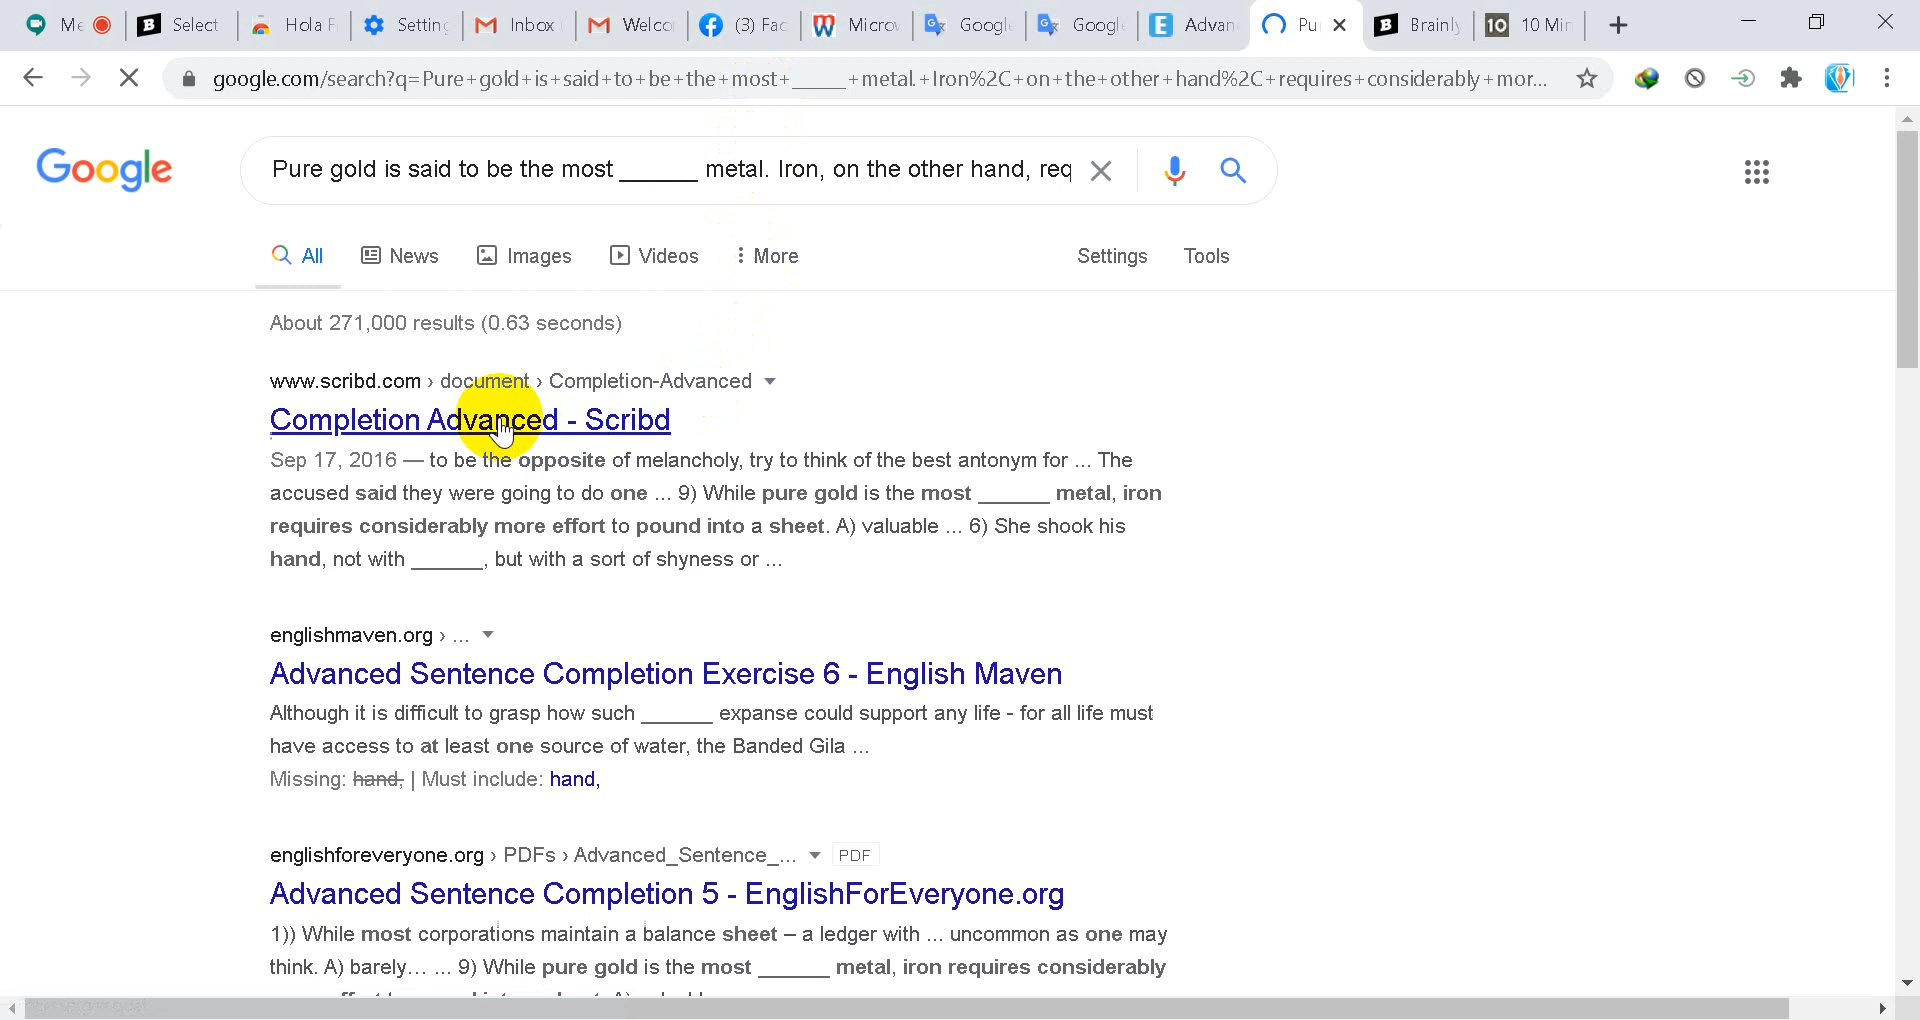 Me Select Hola F Setting Inbox Welco (3) Fac Micro Google Google Advan Pu Brainly 10 Min
google.com/search?q=Pure+gold+is+said+to+be+the+most+______+metal.+Iron%2C+on+the+other+hand%2C+requires+considerably+mor...
Google Pure gold is said to be the most ______ metal. Iron, on the other hand, req
All News Images Videos More Settings Tools
About 271,000 results (0.63 seconds)
www.scribd.com › document › Completion-Advanced
Completion Advanced - Scribd
Sep 17, 2016 — to be the opposite of melancholy, try to think of the best antonym for ... The
accused said they were going to do one ... 9) While pure gold is the most ______ metal, iron
requires considerably more effort to pound into a sheet. A) valuable ... 6) She shook his
hand, not with ______, but with a sort of shyness or ...
englishmaven.org › ...
Advanced Sentence Completion Exercise 6 - English Maven
Although it is difficult to grasp how such ______ expanse could support any life - for all life must
have access to at least one source of water, the Banded Gila ...
Missing: hand, | Must include: hand,
englishforeveryone.org › PDFs › Advanced_Sentence_... PDF
Advanced Sentence Completion 5 - EnglishForEveryone.org
1)) While most corporations maintain a balance sheet – a ledger with ... uncommon as one may
think. A) barely... ... 9) While pure gold is the most ______ metal, iron requires considerably